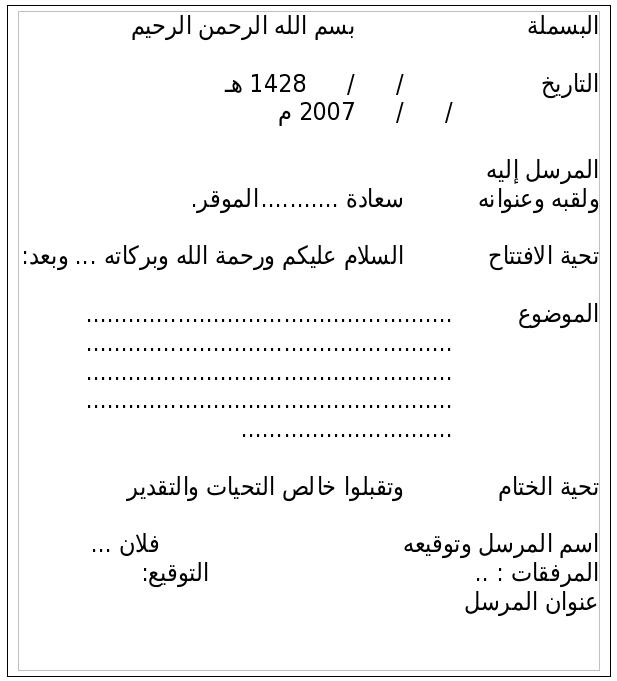 البسملة بسم الله الرحمن الرحيم
التاريخ / / 1428 هـ
/ / 2007 م
المرسل إليه
ولقبه وعنوانه سعادة ...........الموقر.
تحية الافتتاح السلام عليكم ورحمة الله وبركاته ... وبعد:
الموضوع ....................................................
....................................................
....................................................
....................................................
..............................
تحية الختام وتقبلوا خالص التحيات والتقدير
اسم المرسل وتوقيعه فلان ...
المرفقات : .. التوقيع:
عنوان المرسل